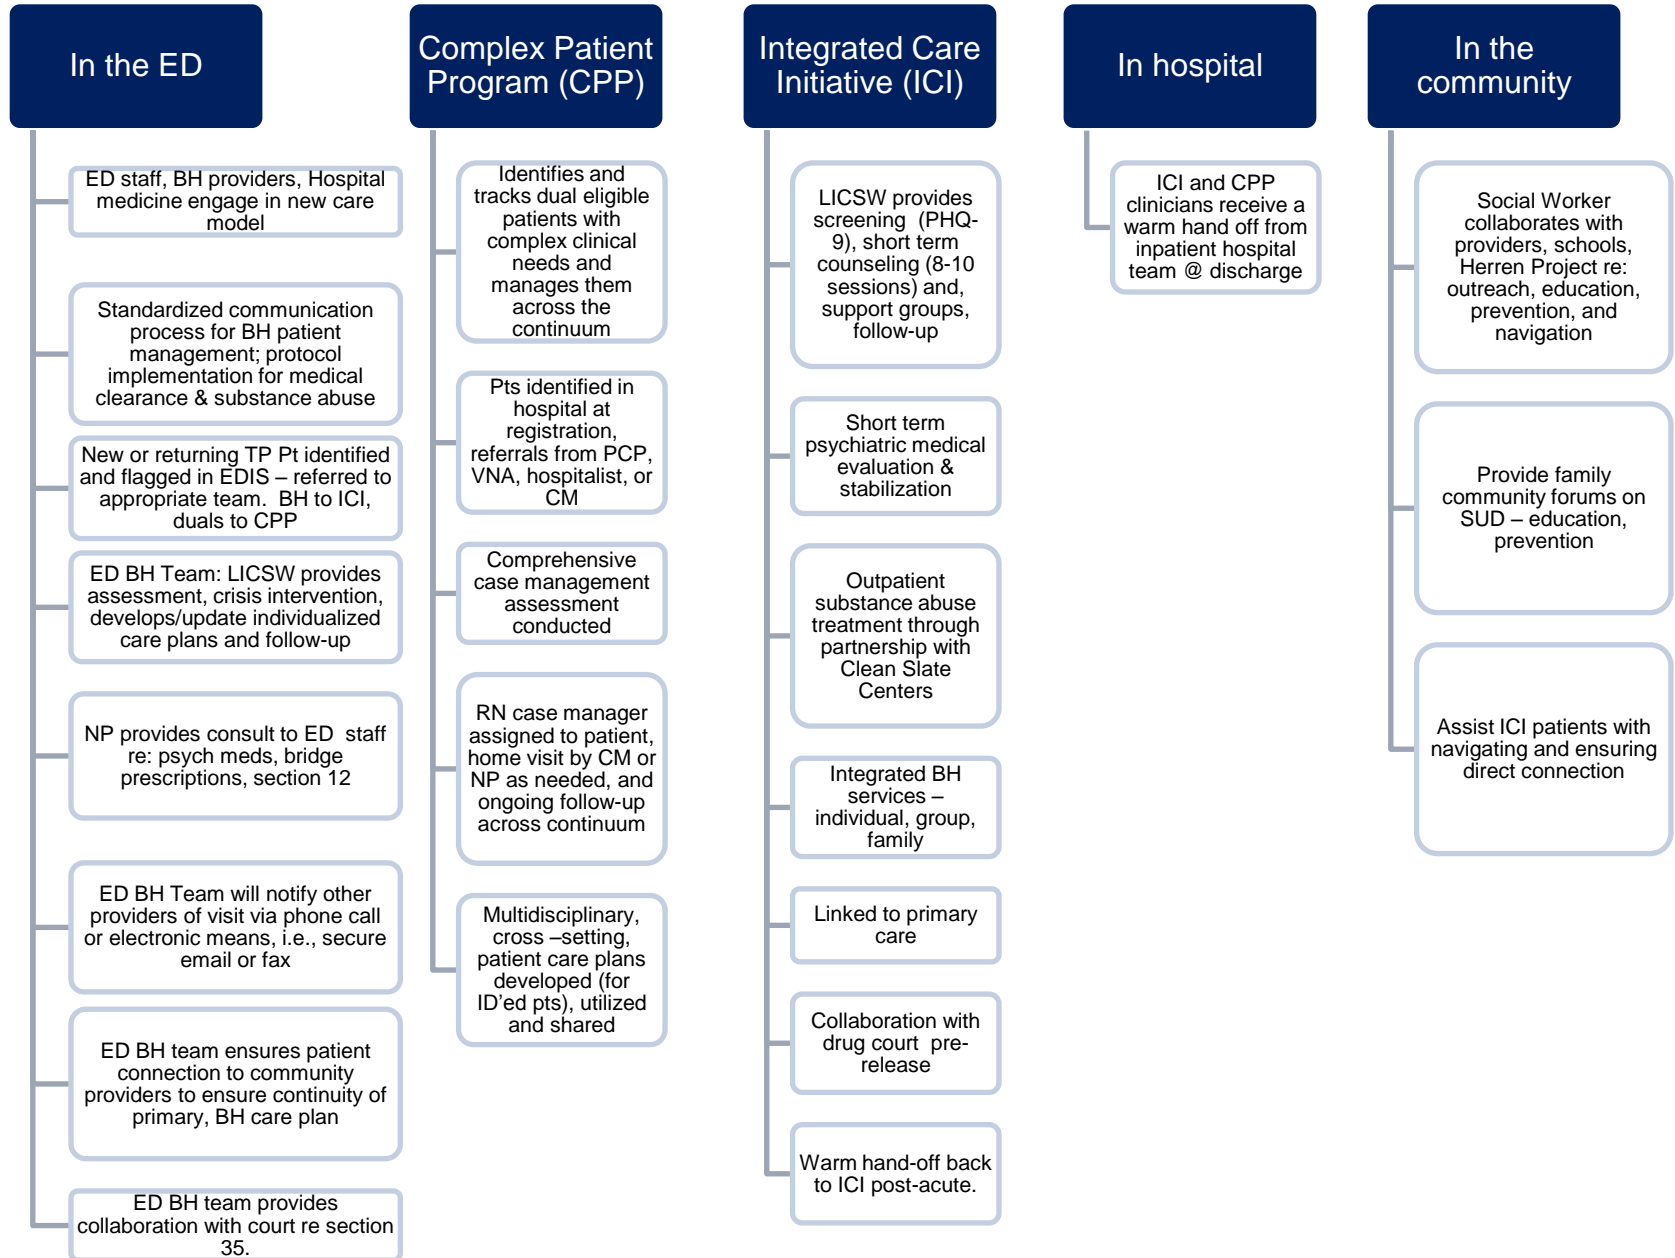 In the ED
ED staff, BH providers, Hospital
medicine engage in new care
model
Standardized communication
process for BH patient
management; protocol
implementation for medical
clearance & substance abuse
New or returning TP Pt identified
and flagged in EDIS – referred to
appropriate team.  BH to ICI,
duals to CPP
ED BH Team: LICSW provides
assessment, crisis intervention,
develops/update individualized
care plans and follow-up
NP provides consult to ED  staff
re: psych meds, bridge
prescriptions, section 12
ED BH Team will notify other
providers of visit via phone call
or electronic means, i.e., secure
email or fax
ED BH team ensures patient
connection to community
providers to ensure continuity of
primary, BH care plan
ED BH team provides
collaboration with court re section
35.
Complex Patient
Program (CPP)
Identifies and
tracks dual eligible
patients with
complex clinical
needs and
manages them
across the
continuum
Pts identified in
hospital at
registration,
referrals from PCP,
VNA, hospitalist, or
CM
Comprehensive
case management
assessment
conducted
RN case manager
assigned to patient,
home visit by CM or
NP as needed, and
ongoing follow-up
across continuum
Multidisciplinary,
cross –setting,
patient care plans
developed (for
ID'ed pts), utilized
and shared
Integrated Care
Initiative (ICI)
LICSW provides
screening  (PHQ-
9), short term
counseling (8-10
sessions) and,
support groups,
follow-up
Short term
psychiatric medical
evaluation &
stabilization
Outpatient
substance abuse
treatment through
partnership with
Clean Slate
Centers
Integrated BH
services –
individual, group,
family
Linked to primary
care
Collaboration with
drug court  pre-
release
Warm hand-off back
to ICI post-acute.
In hospital
ICI and CPP
clinicians receive a
warm hand off from
inpatient hospital
team @ discharge
In the
community
Social Worker
collaborates with
providers, schools,
Herren Project re:
outreach, education,
prevention, and
navigation
Provide family
community forums on
SUD – education,
prevention
Assist ICI patients with
navigating and ensuring
direct connection